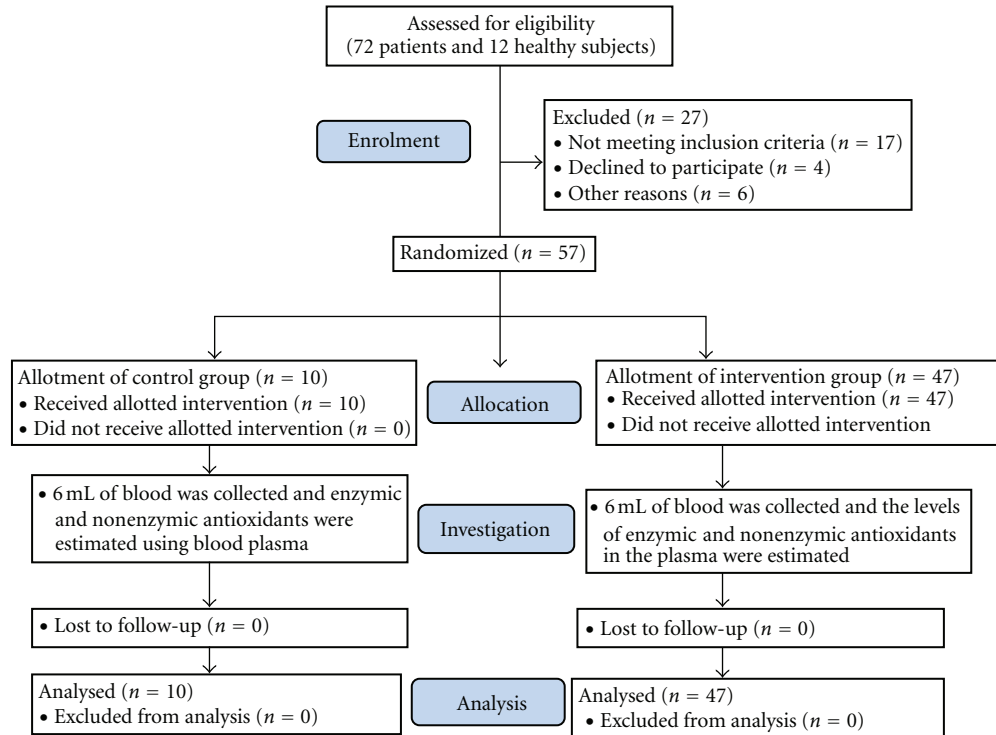 Assessed for eligibility
(72 patients and 12 healthy subjects)
Enrolment
Excluded (n = 27)
• Not meeting inclusion criteria (n = 17)
• Declined to participate (n = 4)
• Other reasons (n = 6)
Randomized (n = 57)
Allotment of control group (n = 10)
• Received allotted intervention (n = 10)
• Did not receive allotted intervention (n = 0)
Allocation
Allotment of intervention group (n = 47)
• Received allotted intervention (n = 47)
• Did not receive allotted intervention
• 6 mL of blood was collected and enzymic
and nonenzymic antioxidants were
estimated using blood plasma
Investigation
• 6 mL of blood was collected and the levels
of enzymic and nonenzymic antioxidants
in the plasma were estimated
• Lost to follow-up (n = 0)
• Lost to follow-up (n = 0)
Analysed (n = 10)
• Excluded from analysis (n = 0)
Analysis
Analysed (n = 47)
• Excluded from analysis (n = 0)